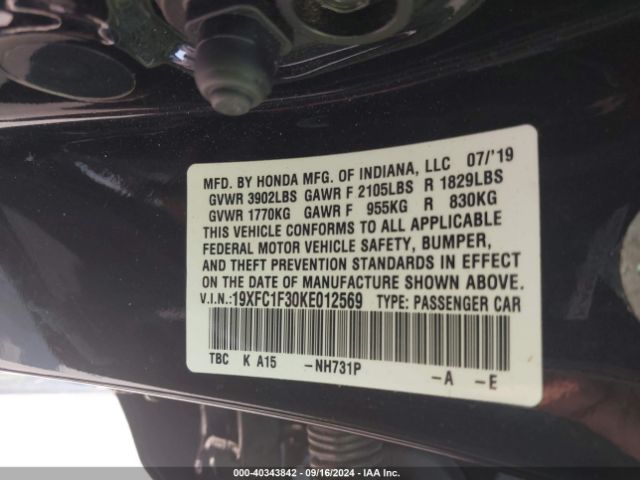 MFD. BY HONDA MFG. OF INDIANA, LLC 07/'19
GVWR 3902LBS GAWR F 2105LBS R 1829LBS
GVWR 1770KG GAWR F 955KG R 830KG
THIS VEHICLE CONFORMS TO ALL APPLICABLE
FEDERAL MOTOR VEHICLE SAFETY, BUMPER,
AND THEFT PREVENTION STANDARDS IN EFFECT
ON THE DATE OF MANUFACTURE SHOWN ABOVE.
V.I.N.:19XFC1F30KE012569 TYPE: PASSENGER CAR
TBC K A15 -NH731P
-A -E
000-40343842 - 09/16/2024 - IAA Inc.